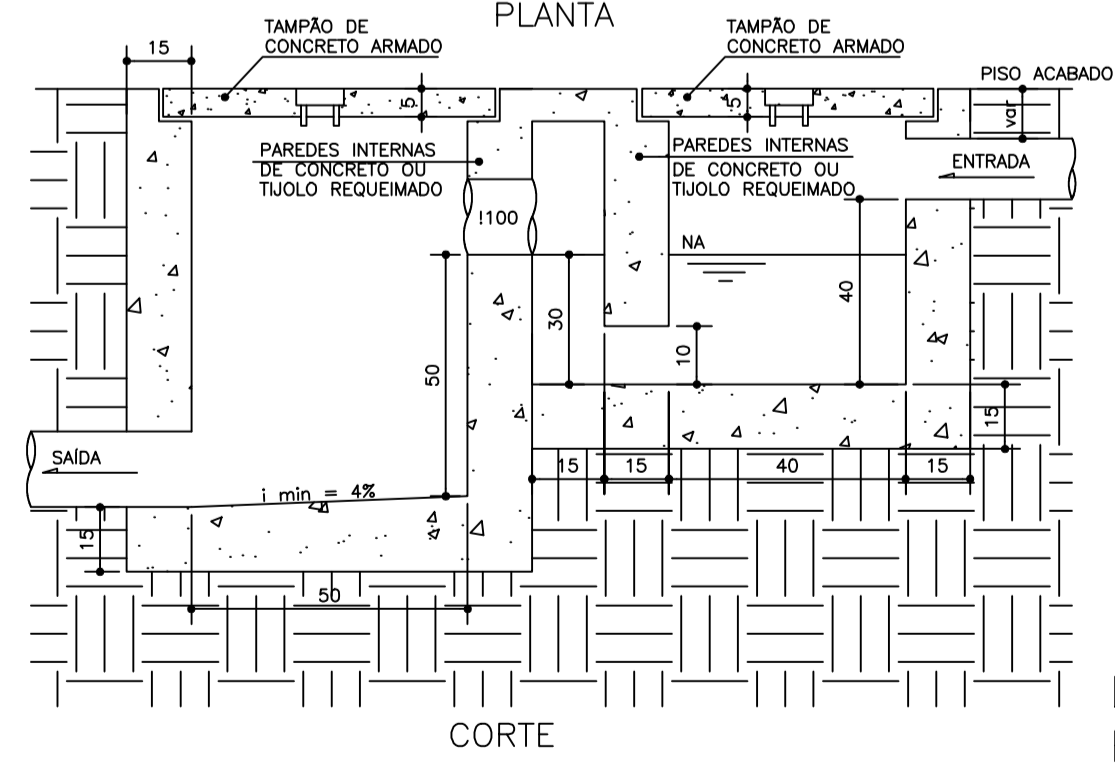 PLANTA
TAMPÃO DE
CONCRETO ARMADO
TAMPÃO DE
CONCRETO ARMADO
15
PISO ACABADO
5
5
var
PAREDES INTERNAS
DE CONCRETO OU
TIJOLO REQUEIMADO
PAREDES INTERNAS
DE CONCRETO OU
TIJOLO REQUEIMADO
ENTRADA
!100
NA
40
30
10
50
15
SAÍDA
15
15
40
15
i min = 4%
15
50
CORTE